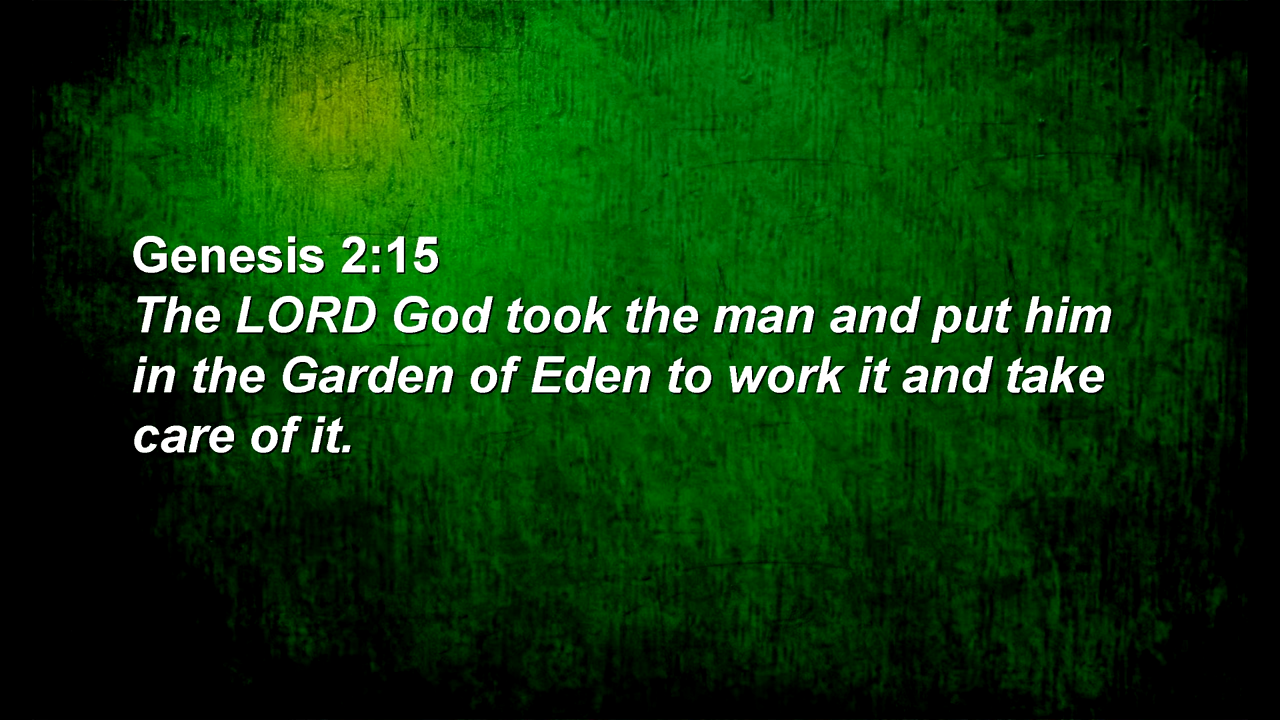 Genesis 2:15
The LORD God took the man and put him
in the Garden of Eden to work it and take
care of it.